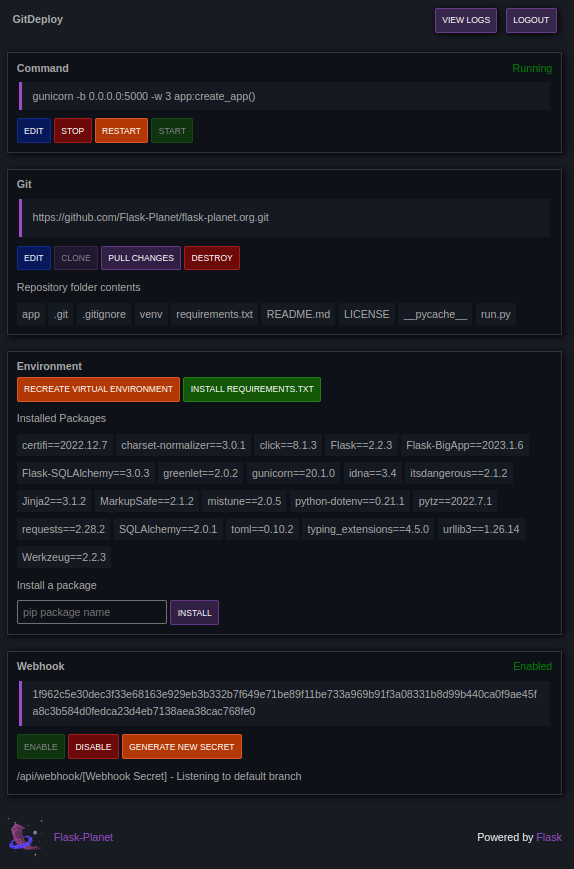 GitDeploy VIEW LOGS LOGOUT
Command Running
gunicorn -b 0.0.0.0:5000 -w 3 app:create_app()
EDIT STOP RESTART START
Git
https://github.com/Flask-Planet/flask-planet.org.git
EDIT CLONE PULL CHANGES DESTROY
Repository folder contents
app .git .gitignore venv requirements.txt README.md LICENSE __pycache__ run.py
Environment
RECREATE VIRTUAL ENVIRONMENT INSTALL REQUIREMENTS.TXT
Installed Packages
certifi==2022.12.7 charset-normalizer==3.0.1 click==8.1.3 Flask==2.2.3 Flask-BigApp==2023.1.6
Flask-SQLAlchemy==3.0.3 greenlet==2.0.2 gunicorn==20.1.0 idna==3.4 itsdangerous==2.1.2
Jinja2==3.1.2 MarkupSafe==2.1.2 mistune==2.0.5 python-dotenv==0.21.1 pytz==2022.7.1
requests==2.28.2 SQLAlchemy==2.0.1 toml==0.10.2 typing_extensions==4.5.0 urllib3==1.26.14
Werkzeug==2.2.3
Install a package
pip package name INSTALL
Webhook Enabled
1f962c5e30dec3f33e68163e929eb3b332b7f649e71be89f11be733a969b91f3a08331b8d99b440ca0f9ae45f
a8c3b584d0fedca23d4eb7138aea38cac768fe0
ENABLE DISABLE GENERATE NEW SECRET
/api/webhook/[Webhook Secret] - Listening to default branch
Flask-Planet Powered by Flask